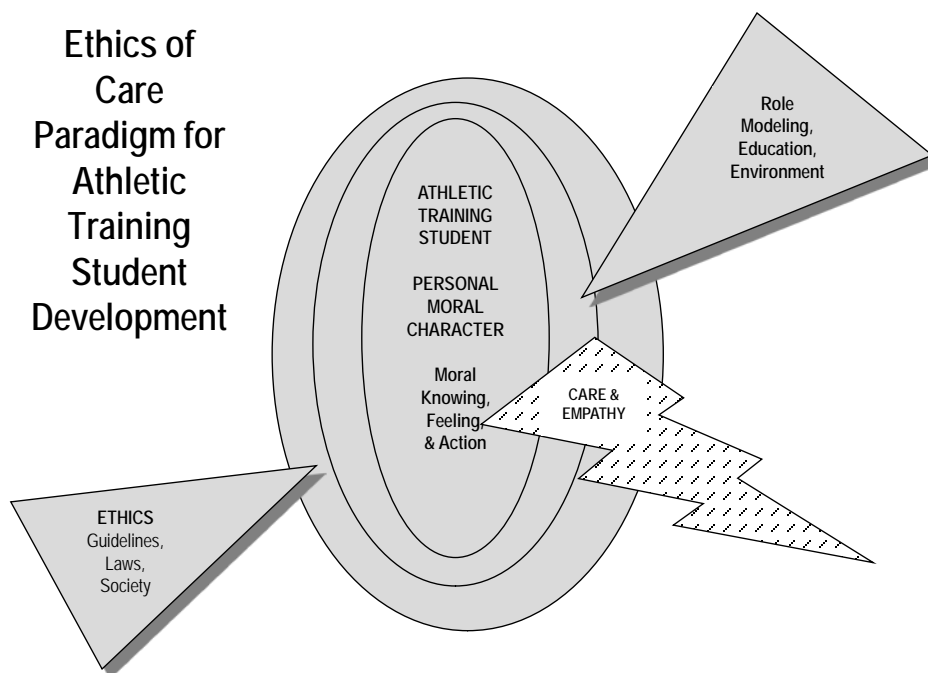 Ethics of
Care
Paradigm for
Athletic
Training
Student
Development
Role
Modeling,
Education,
Environment
ATHLETIC
TRAINING
STUDENT
PERSONAL
MORAL
CHARACTER
Moral
Knowing,
Feeling,
& Action
CARE &
EMPATHY
ETHICS
Guidelines,
Laws,
Society